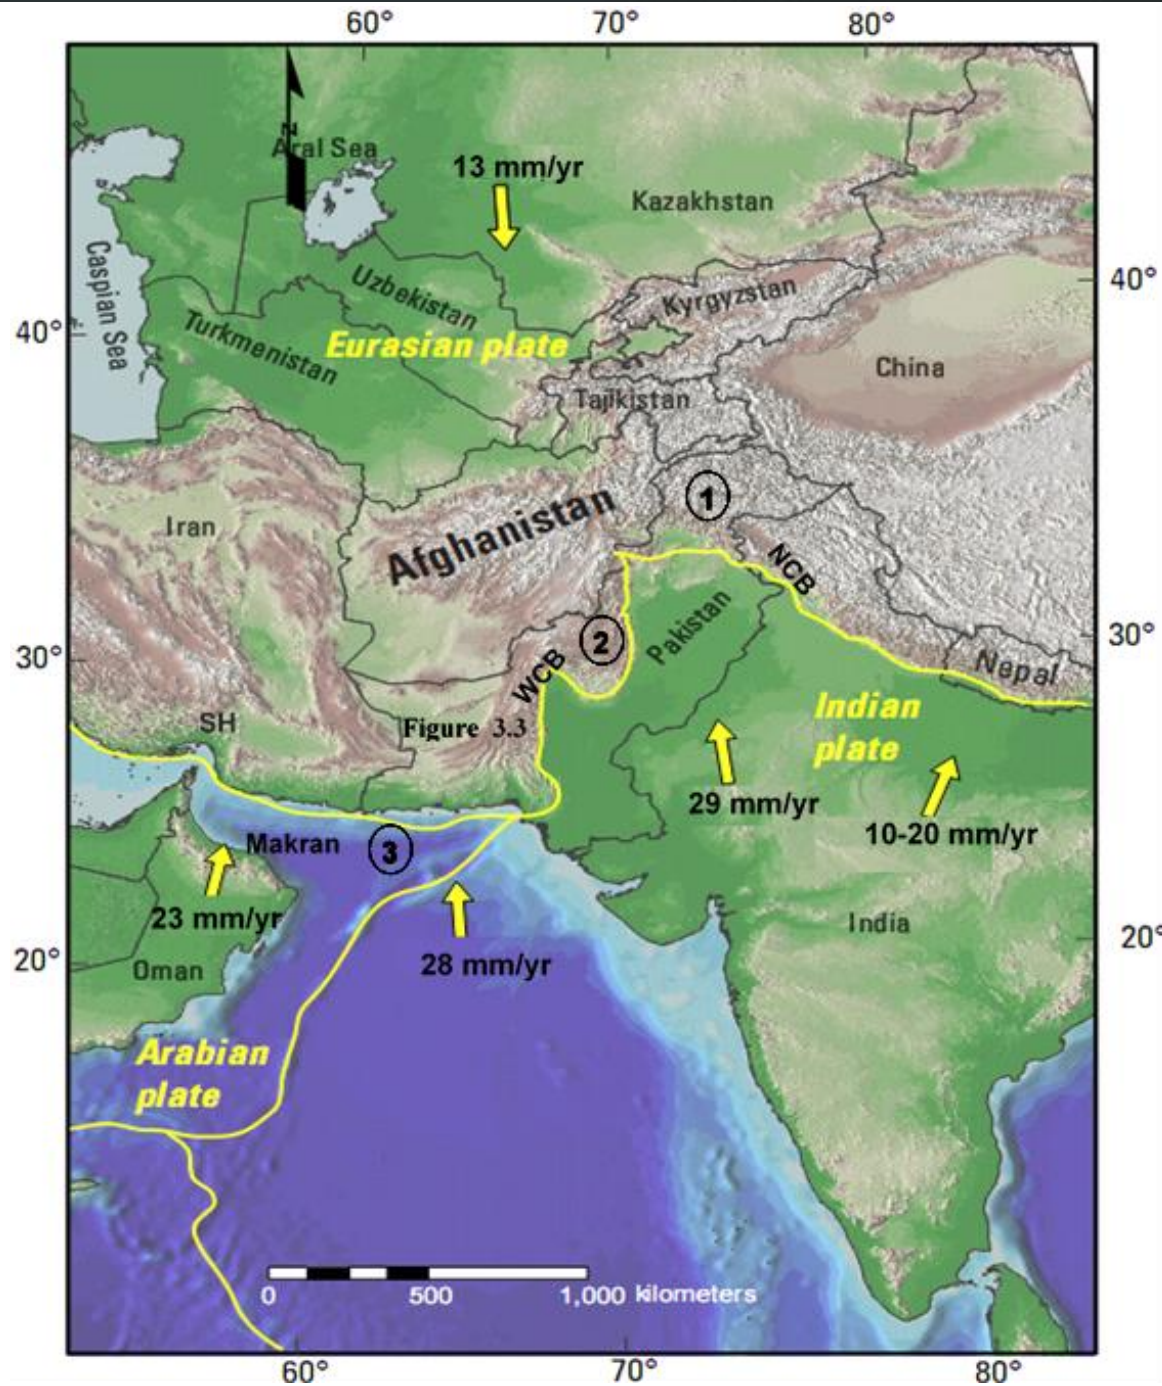 60°
70°
80°
N
Aral Sea
13 mm/yr
Kazakhstan
Caspian Sea
Uzbekistan
40°
Kyrgyzstan
40°
Turkmenistan
Eurasian plate
China
Tajikistan
1
Iran
Afghanistan
NCB
Pakistan
2
30°
30°
WCB
Nepal
SH
Figure 3.3
Indian
plate
29 mm/yr
10-20 mm/yr
Makran
3
23 mm/yr
India
20°
28 mm/yr
20°
Oman
Arabian
plate
0
500
1,000 kilometers
60°
70°
80°